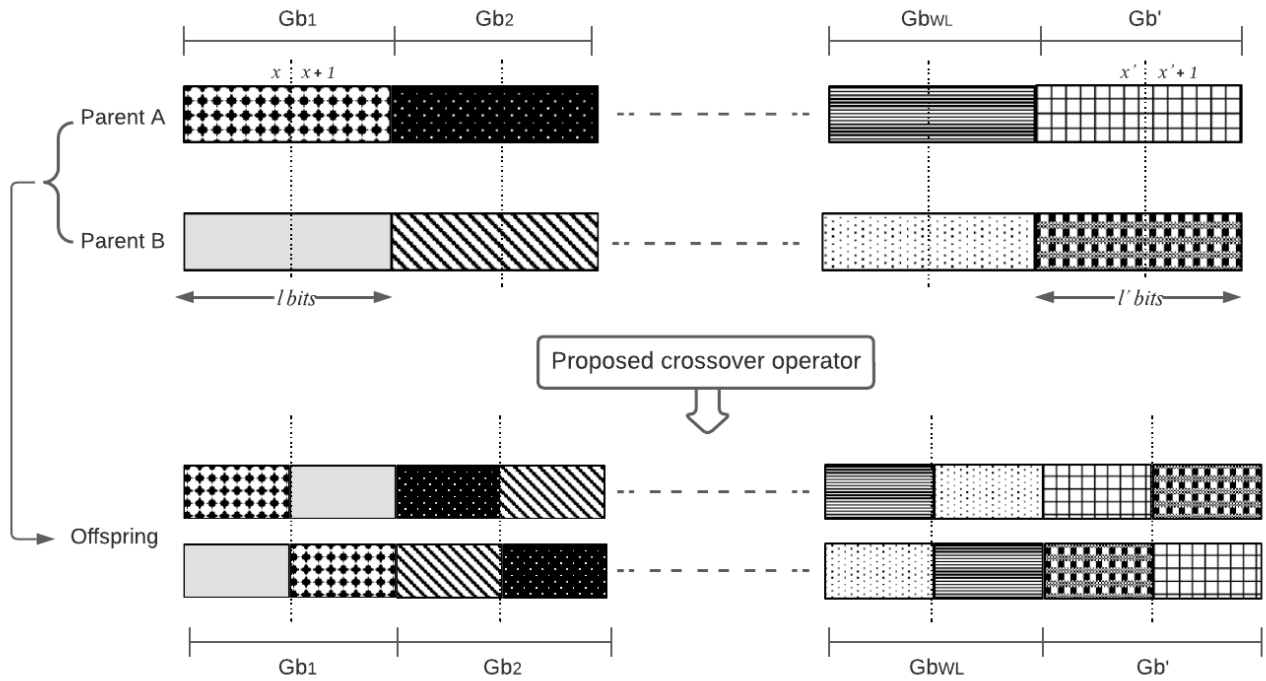 Gb1 Gb2 GbWL Gb'
x x + 1 x′ x′ + 1
Parent A
Parent B
l bits l′ bits
Proposed crossover operator
Offspring
Gb1 Gb2 GbWL Gb'